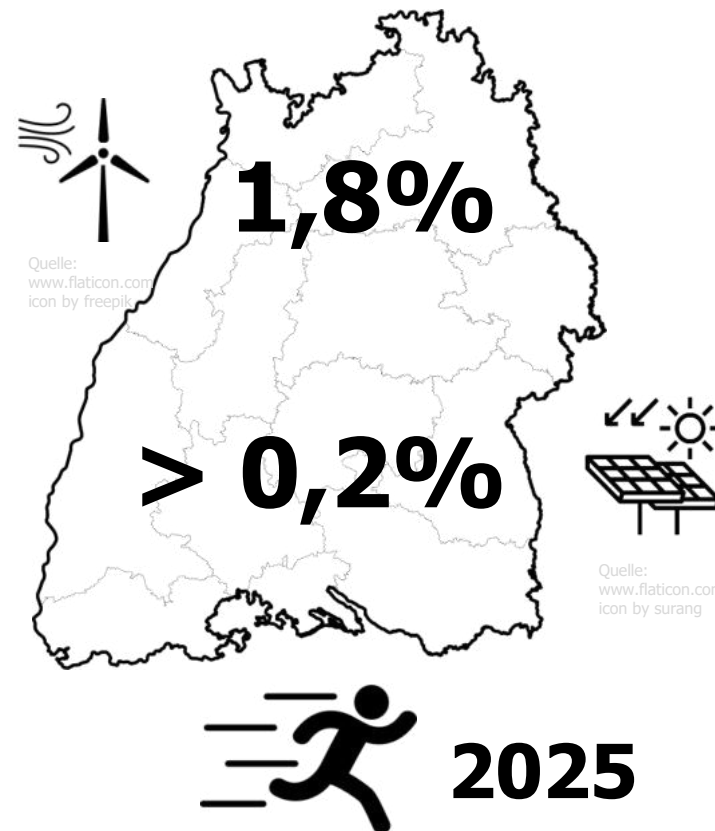 1,8%
Quelle:
www.flaticon.com
icon by freepik
> 0,2%
Quelle:
www.flaticon.com
icon by surang
2025